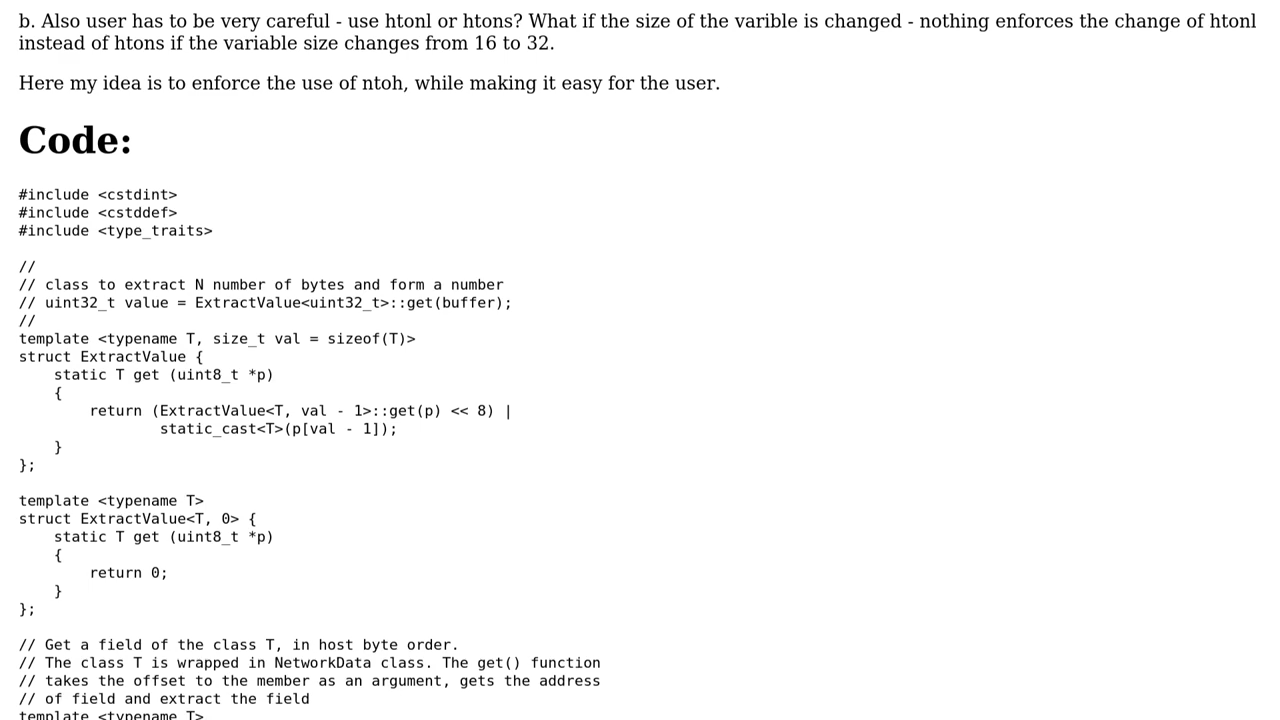 b. Also user has to be very careful - use htonl or htons? What if the size of the varible is changed - nothing enforces the change of htonl
instead of htons if the variable size changes from 16 to 32.
Here my idea is to enforce the use of ntoh, while making it easy for the user.
Code:
#include <cstdint>
#include <cstddef>
#include <type_traits>
//
// class to extract N number of bytes and form a number
// uint32_t value = ExtractValue<uint32_t>::get(buffer);
//
template <typename T, size_t val = sizeof(T)>
struct ExtractValue {
    static T get (uint8_t *p)
    {
        return (ExtractValue<T, val - 1>::get(p) << 8) |
                static_cast<T>(p[val - 1]);
    }
};
template <typename T>
struct ExtractValue<T, 0> {
    static T get (uint8_t *p)
    {
        return 0;
    }
};
// Get a field of the class T, in host byte order.
// The class T is wrapped in NetworkData class. The get() function
// takes the offset to the member as an argument, gets the address
// of field and extract the field
template <typename T>